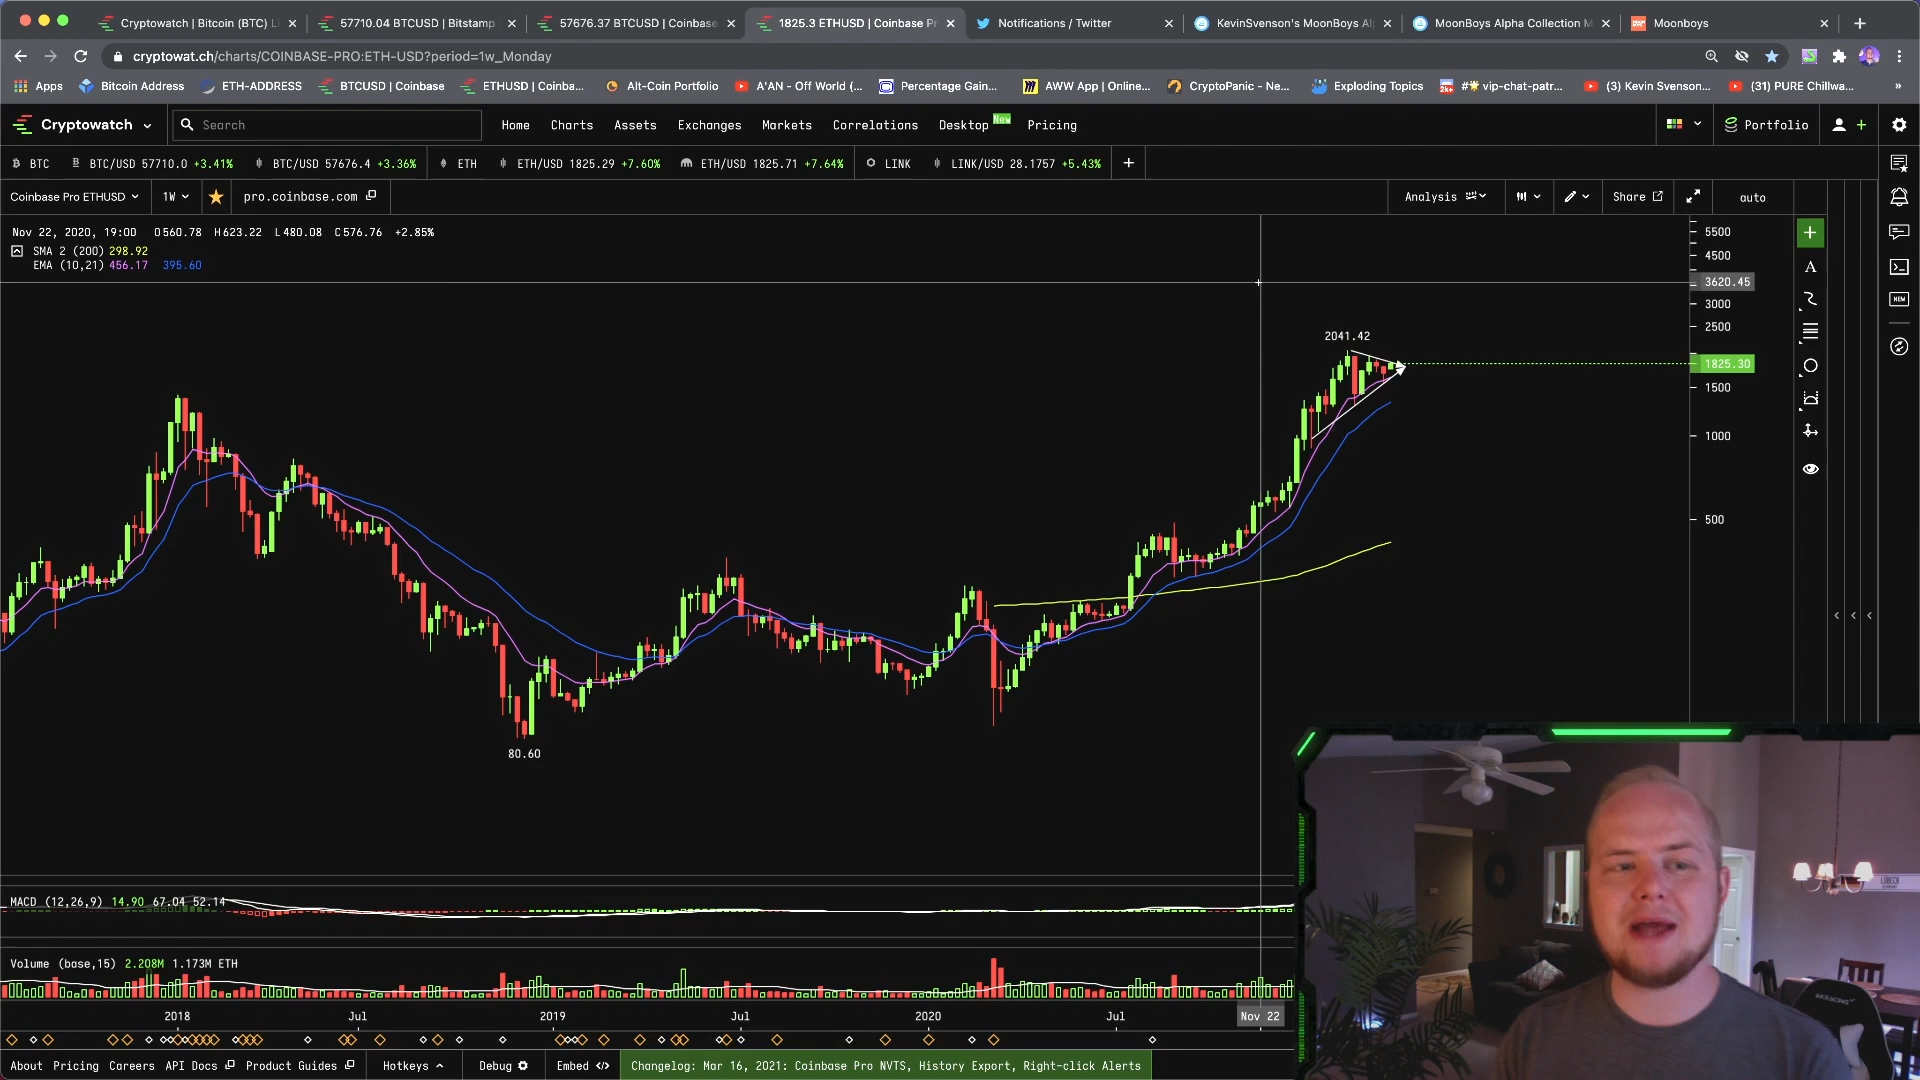 Cryptowatch | Bitcoin (BTC) Li
57710.04 BTCUSD | Bitstamp
57676.37 BTCUSD | Coinbase
1825.3 ETHUSD | Coinbase Pr
Notifications / Twitter
KevinSvenson's MoonBoys Al
MoonBoys Alpha Collection M
Moonboys
cryptowat.ch/charts/COINBASE-PRO:ETH-USD?period=1w_Monday
Apps
Bitcoin Address
ETH-ADDRESS
BTCUSD | Coinbase
ETHUSD | Coinba...
Alt-Coin Portfolio
A'AN - Off World (...
Percentage Gain...
AWW App | Online...
CryptoPanic - Ne...
Exploding Topics
#🌟 vip-chat-patr...
(3) Kevin Svenson...
(31) PURE Chillwa...
»
Cryptowatch
Search
Home
Charts
Assets
Exchanges
Markets
Correlations
Desktop
New
Pricing
Portfolio
BTC
BTC/USD 57710.0 +3.41%
BTC/USD 57676.4 +3.36%
ETH
ETH/USD 1825.29 +7.60%
ETH/USD 1825.71 +7.64%
LINK
LINK/USD 28.1757 +5.43%
Coinbase Pro ETHUSD
1W
pro.coinbase.com
Analysis
Share
auto
Nov 22, 2020, 19:00 O560.78 H623.22 L480.08 C576.76 +2.85%
SMA 2 (200) 298.92
EMA (10,21) 456.17 395.60
5500
4500
3620.45
3000
2500
2041.42
1825.30
1500
1000
500
80.60
NEW
A
MACD (12,26,9) 14.90 67.04 52.14
Volume (base,15) 2.208M 1.173M ETH
2018
Jul
2019
Jul
2020
Jul
Nov 22
About
Pricing
Careers
API Docs
Product Guides
Hotkeys
Debug
Embed
Changelog: Mar 16, 2021: Coinbase Pro NVTS, History Export, Right-click Alerts
AKRACING